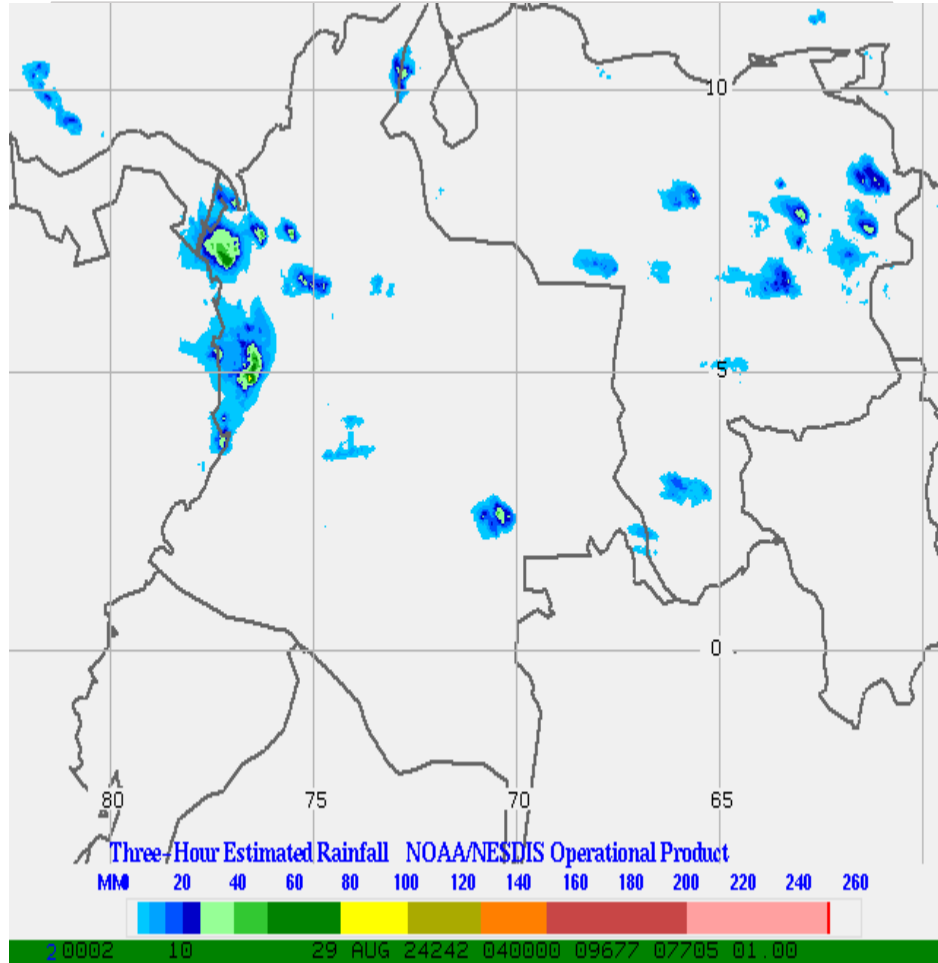 10
5
0
80 75 70 65
Three-Hour Estimated Rainfall NOAA/NESDIS Operational Product
MM 20 40 60 80 100 120 140 160 180 200 220 240 260
2 0002 10 29 AUG 24242 040000 09677 07705 01.00